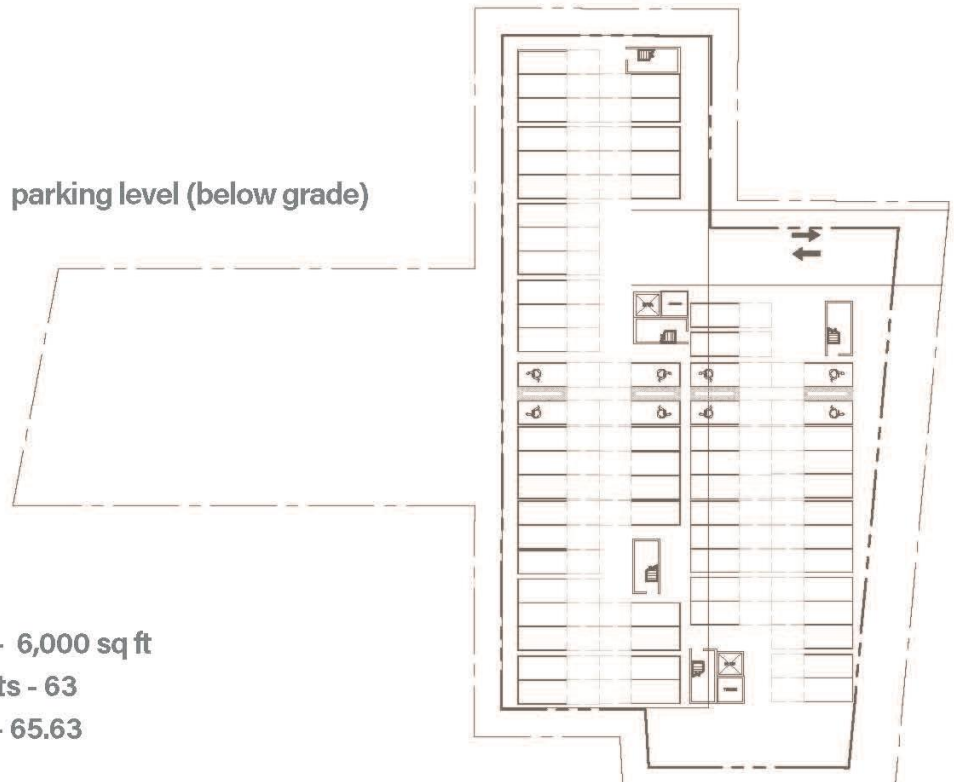 parking level (below grade)
- 6,000 sq ft
ts - 63
- 65.63